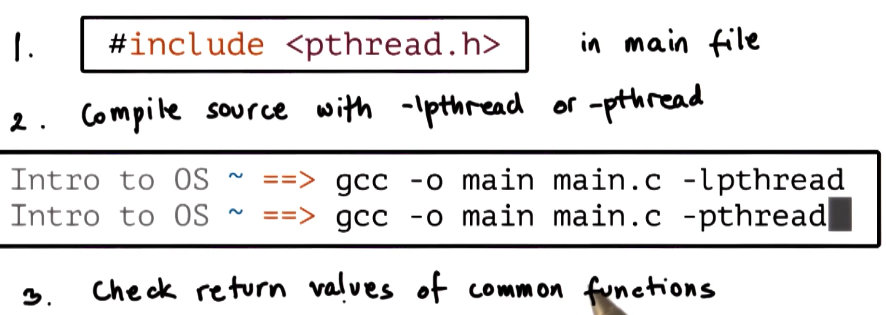 1. #include <pthread.h> in main file
2. Compile source with -lpthread or -pthread
Intro to OS ~ ==> gcc -o main main.c -lpthread
Intro to OS ~ ==> gcc -o main main.c -pthread
3. Check return values of common functions